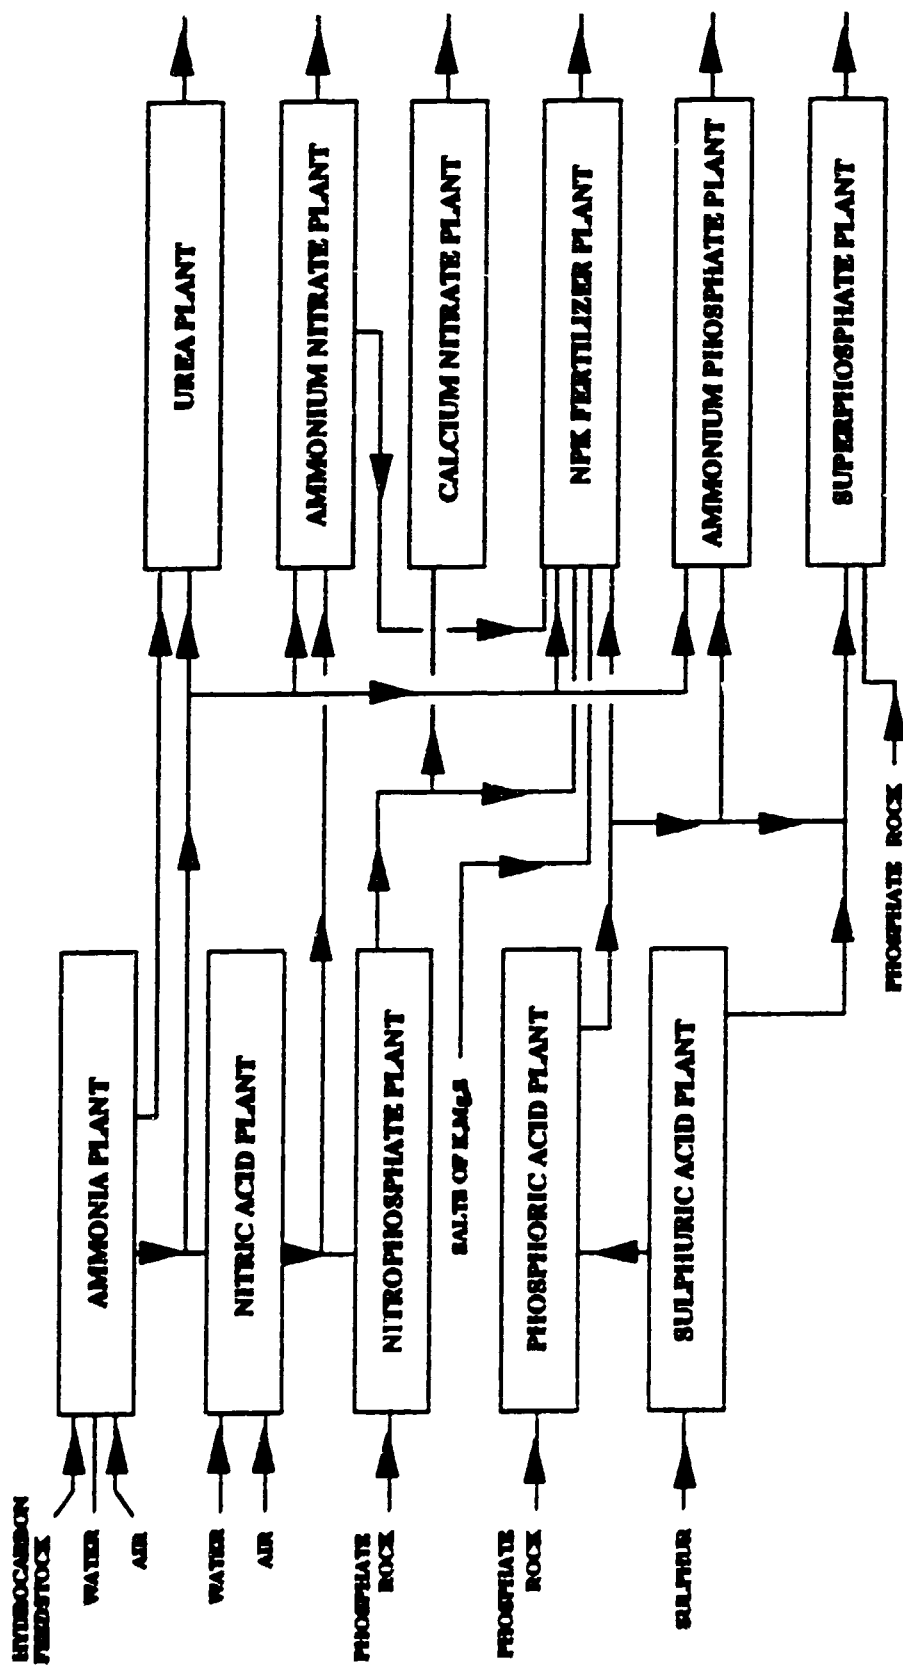 HYDROCARBON
FEEDSTOCK
WATER
AIR
WATER
AIR
PHOSPHATE
ROCK
PHOSPHATE
ROCK
SULPHUR
AMMONIA PLANT
NITRIC ACID PLANT
NITROPHOSPHATE PLANT
SALTS OF K,Mg,S
PHOSPHORIC ACID PLANT
SULPHURIC ACID PLANT
PHOSPHATE ROCK
UREA PLANT
AMMONIUM NITRATE PLANT
CALCIUM NITRATE PLANT
NPK FERTILIZER PLANT
AMMONIUM PHOSPHATE PLANT
SUPERPHOSPHATE PLANT